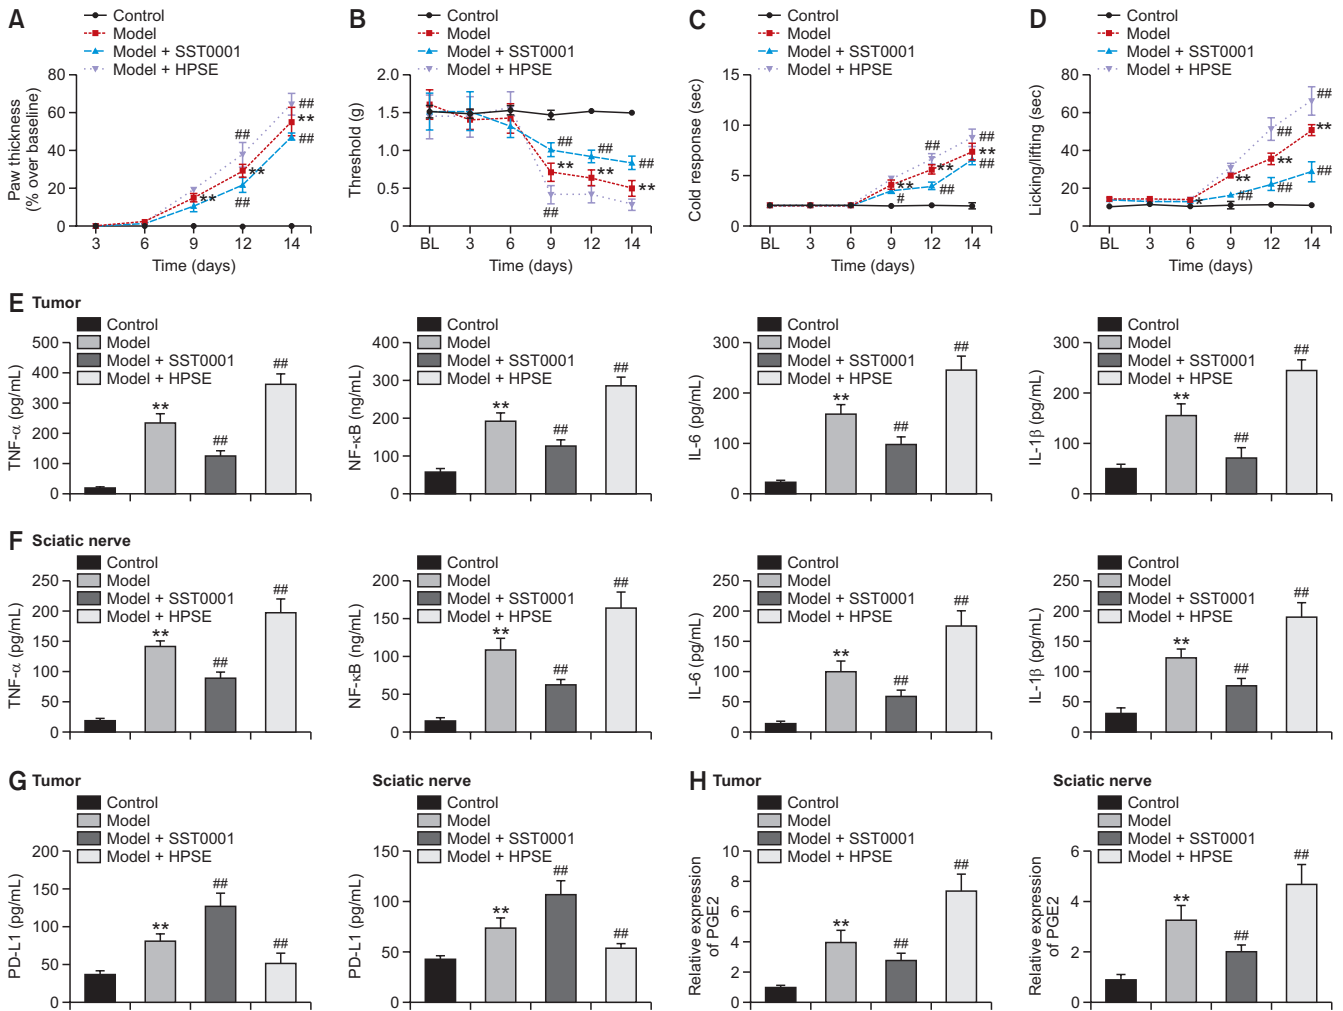 A
Control
Model
Model + SST0001
Model + HPSE
Paw thickness
(% over baseline)
80
60
40
20
0
##
**
##
##
**
##
**
3 6 9 12 14
Time (days)
B
Control
Model
Model + SST0001
Model + HPSE
Threshold (g)
2.0
1.5
1.0
0.5
0
##
**
##
##
**
##
**
BL 3 6 9 12 14
Time (days)
C
Control
Model
Model + SST0001
Model + HPSE
Cold response (sec)
15
10
5
0
**
#
##
**
##
##
**
##
BL 3 6 9 12 14
Time (days)
D
Control
Model
Model + SST0001
Model + HPSE
Licking/lifting (sec)
80
60
40
20
0
*
**
##
##
**
##
##
**
##
BL 3 6 9 12 14
Time (days)
E Tumor
Control
Model
Model + SST0001
Model + HPSE
TNF-α (pg/mL)
500
400
300
200
100
0
**
##
##
Control
Model
Model + SST0001
Model + HPSE
NF-κB (ng/mL)
400
300
200
100
0
**
##
##
Control
Model
Model + SST0001
Model + HPSE
IL-6 (pg/mL)
300
200
100
0
**
##
##
Control
Model
Model + SST0001
Model + HPSE
IL-1β (pg/mL)
300
200
100
0
**
##
##
F Sciatic nerve
Control
Model
Model + SST0001
Model + HPSE
TNF-α (pg/mL)
250
200
150
100
50
0
**
##
##
Control
Model
Model + SST0001
Model + HPSE
NF-κB (ng/mL)
200
150
100
50
0
**
##
##
Control
Model
Model + SST0001
Model + HPSE
IL-6 (pg/mL)
250
200
150
100
50
0
**
##
##
Control
Model
Model + SST0001
Model + HPSE
IL-1β (pg/mL)
250
200
150
100
50
0
**
##
##
G Tumor
Control
Model
Model + SST0001
Model + HPSE
PD-L1 (pg/mL)
200
150
100
50
0
**
##
##
Sciatic nerve
Control
Model
Model + SST0001
Model + HPSE
PD-L1 (pg/mL)
150
100
50
0
**
##
##
H Tumor
Control
Model
Model + SST0001
Model + HPSE
Relative expression
of PGE2
10
8
6
4
2
0
**
##
##
Sciatic nerve
Control
Model
Model + SST0001
Model + HPSE
Relative expression
of PGE2
6
4
2
0
**
##
##